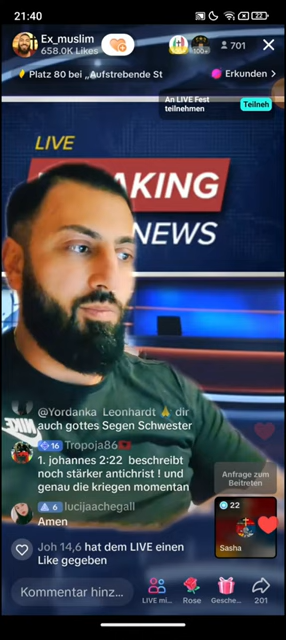 21:40
22
Ex_muslim
658.0K Likes
100+
701
Platz 80 bei „Aufstrebende St
Erkunden >
An LIVE Fest
teilnehmen
Teilneh
LIVE
AKING
NEWS
@Yordanka Leonhardt 🙏 dir
auch gottes Segen Schwester
16 Tropoja86
1. johannes 2:22 beschreibt
noch stärker antichrist ! und
genau die kriegen momentan
6 lucijaachegall
Amen
Joh 14,6 hat dem LIVE einen
Like gegeben
Anfrage zum
Beitreten
22
Sasha
Kommentar hinz...
LIVE mi...
Rose
Gesche...
201